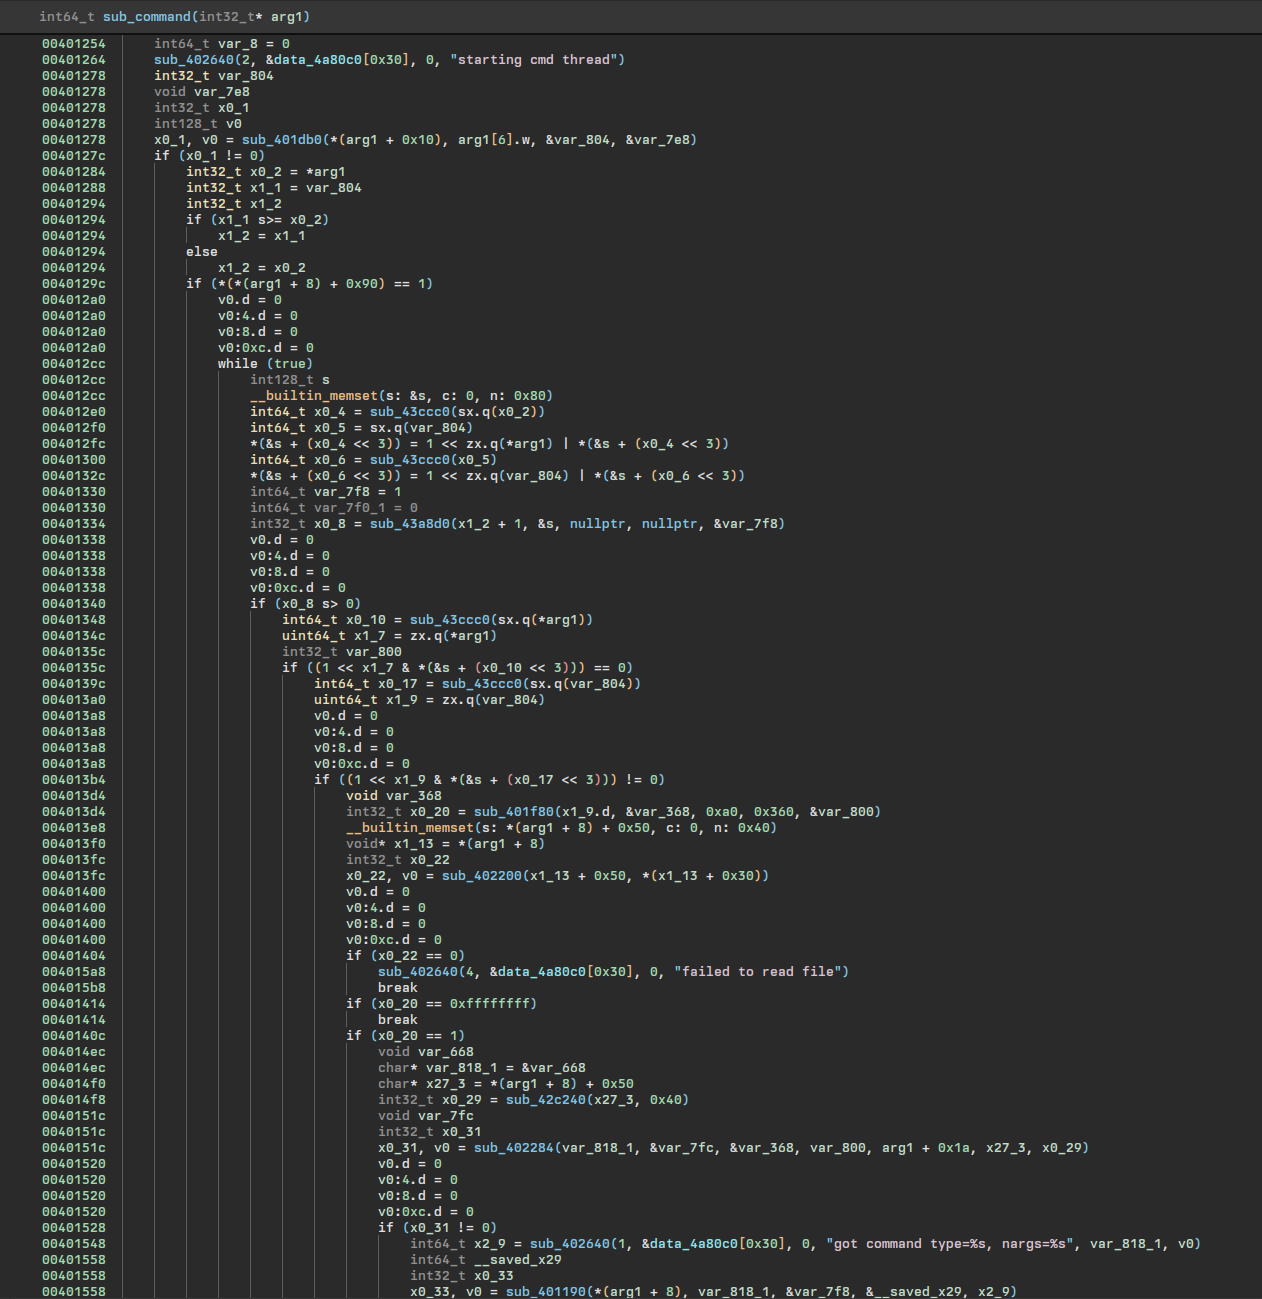 int64_t sub_command(int32_t* arg1)
00401254 int64_t var_8 = 0
00401264 sub_402640(2, &data_4a80c0[0x30], 0, "starting cmd thread")
00401278 int32_t var_804
00401278 void var_7e8
00401278 int32_t x0_1
00401278 int128_t v0
00401278 x0_1, v0 = sub_401db0(*(arg1 + 0x10), arg1[6].w, &var_804, &var_7e8)
0040127c if (x0_1 != 0)
00401284 int32_t x0_2 = *arg1
00401288 int32_t x1_1 = var_804
00401294 int32_t x1_2
00401294 if (x1_1 s>= x0_2)
00401294 x1_2 = x1_1
00401294 else
00401294 x1_2 = x0_2
0040129c if (*(*(arg1 + 8) + 0x90) == 1)
004012a0 v0.d = 0
004012a0 v0:4.d = 0
004012a0 v0:8.d = 0
004012a0 v0:0xc.d = 0
004012cc while (true)
004012cc int128_t s
004012cc __builtin_memset(s: &s, c: 0, n: 0x80)
004012e0 int64_t x0_4 = sub_43ccc0(sx.q(x0_2))
004012f0 int64_t x0_5 = sx.q(var_804)
004012fc *(&s + (x0_4 << 3)) = 1 << zx.q(*arg1) | *(&s + (x0_4 << 3))
00401300 int64_t x0_6 = sub_43ccc0(x0_5)
0040132c *(&s + (x0_6 << 3)) = 1 << zx.q(var_804) | *(&s + (x0_6 << 3))
00401330 int64_t var_7f8 = 1
00401330 int64_t var_7f0_1 = 0
00401334 int32_t x0_8 = sub_43a8d0(x1_2 + 1, &s, nullptr, nullptr, &var_7f8)
00401338 v0.d = 0
00401338 v0:4.d = 0
00401338 v0:8.d = 0
00401338 v0:0xc.d = 0
00401340 if (x0_8 s> 0)
00401348 int64_t x0_10 = sub_43ccc0(sx.q(*arg1))
0040134c uint64_t x1_7 = zx.q(*arg1)
0040135c int32_t var_800
0040135c if ((1 << x1_7 & *(&s + (x0_10 << 3))) == 0)
0040139c int64_t x0_17 = sub_43ccc0(sx.q(var_804))
004013a0 uint64_t x1_9 = zx.q(var_804)
004013a8 v0.d = 0
004013a8 v0:4.d = 0
004013a8 v0:8.d = 0
004013a8 v0:0xc.d = 0
004013b4 if ((1 << x1_9 & *(&s + (x0_17 << 3))) != 0)
004013d4 void var_368
004013d4 int32_t x0_20 = sub_401f80(x1_9.d, &var_368, 0xa0, 0x360, &var_800)
004013e8 __builtin_memset(s: *(arg1 + 8) + 0x50, c: 0, n: 0x40)
004013f0 void* x1_13 = *(arg1 + 8)
004013fc int32_t x0_22
004013fc x0_22, v0 = sub_402200(x1_13 + 0x50, *(x1_13 + 0x30))
00401400 v0.d = 0
00401400 v0:4.d = 0
00401400 v0:8.d = 0
00401400 v0:0xc.d = 0
00401404 if (x0_22 == 0)
004015a8 sub_402640(4, &data_4a80c0[0x30], 0, "failed to read file")
004015b8 break
00401414 if (x0_20 == 0xffffffff)
00401414 break
0040140c if (x0_20 == 1)
004014ec void var_668
004014ec char* var_818_1 = &var_668
004014f0 char* x27_3 = *(arg1 + 8) + 0x50
004014f8 int32_t x0_29 = sub_42c240(x27_3, 0x40)
0040151c void var_7fc
0040151c int32_t x0_31
0040151c x0_31, v0 = sub_402284(var_818_1, &var_7fc, &var_368, var_800, arg1 + 0x1a, x27_3, x0_29)
00401520 v0.d = 0
00401520 v0:4.d = 0
00401520 v0:8.d = 0
00401520 v0:0xc.d = 0
00401528 if (x0_31 != 0)
00401548 int64_t x2_9 = sub_402640(1, &data_4a80c0[0x30], 0, "got command type=%s, nargs=%s", var_818_1, v0)
00401558 int64_t __saved_x29
00401558 int32_t x0_33
00401558 x0_33, v0 = sub_401190(*(arg1 + 8), var_818_1, &var_7f8, &__saved_x29, x2_9)